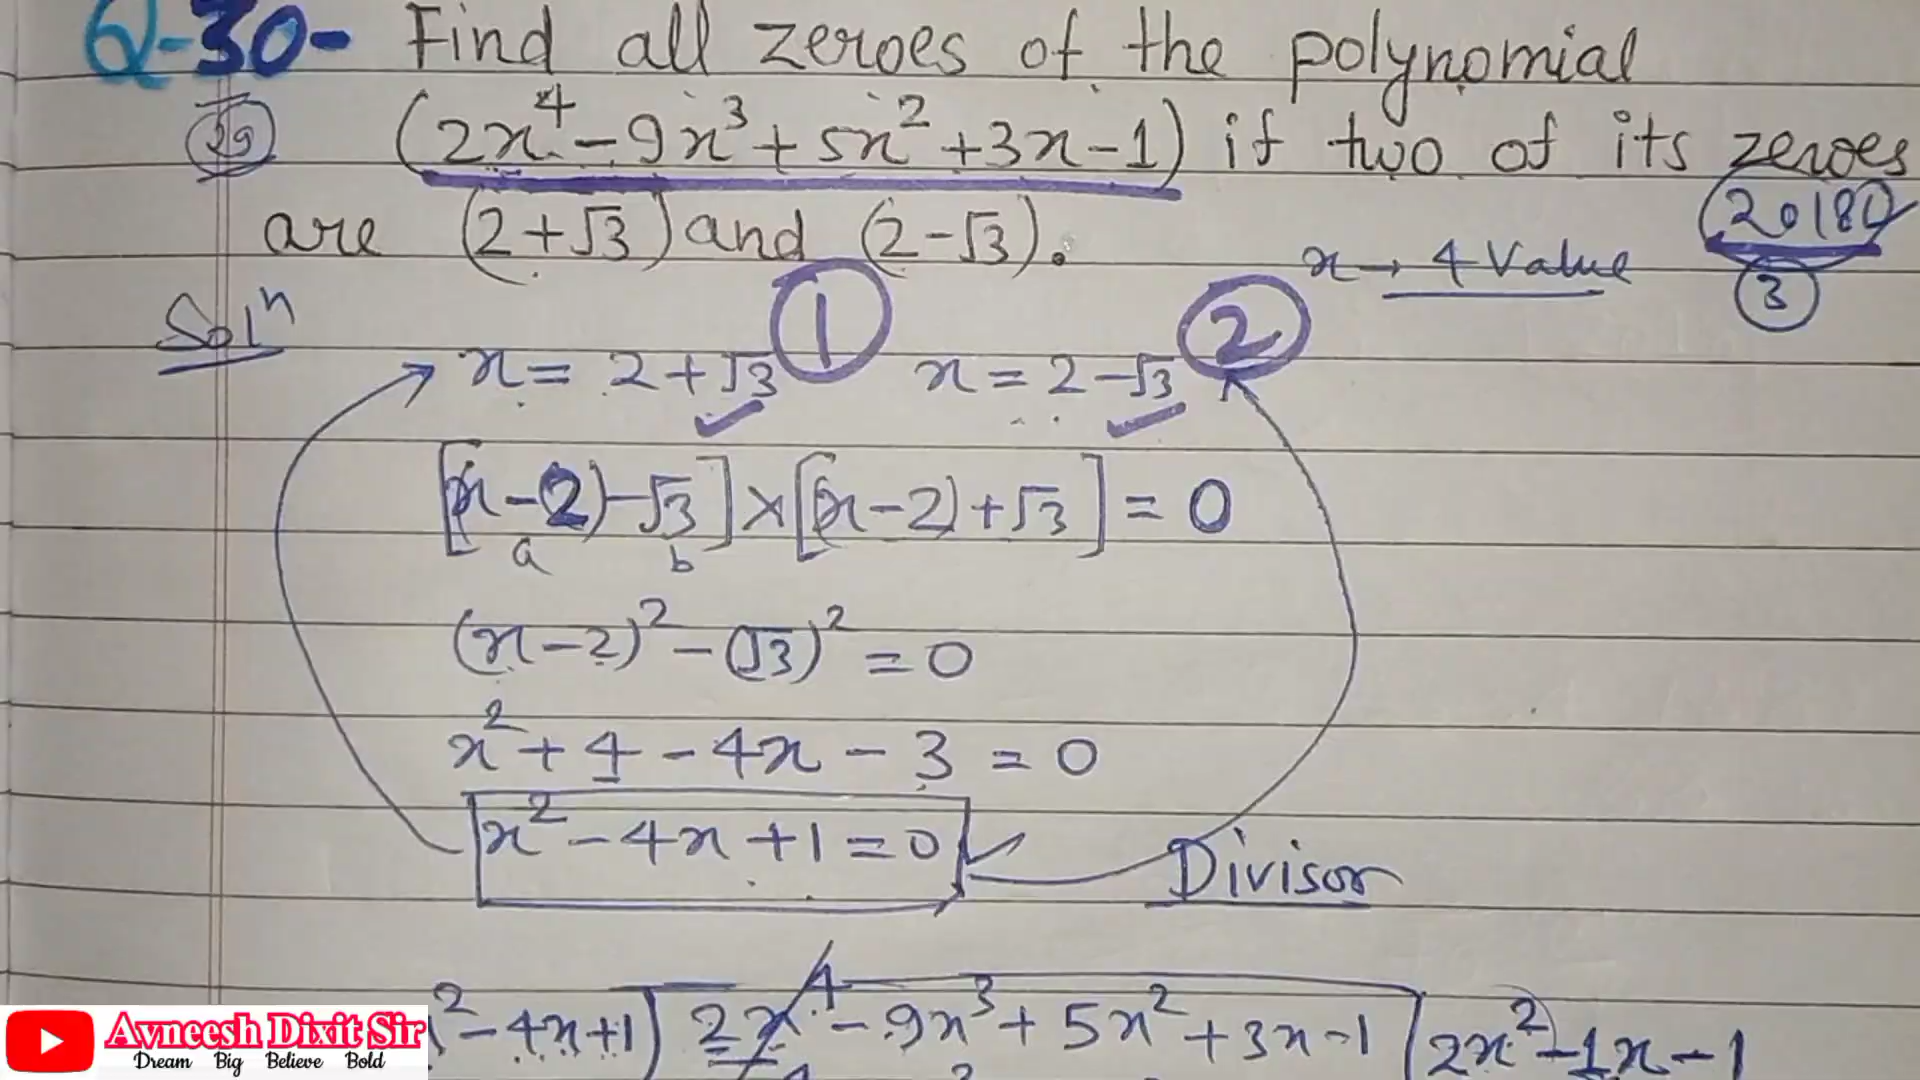 Q-30- Find all zeroes of the polynomial
29 (2x⁴ - 9x³ + 5x² + 3x - 1) if two of its zeroes
are (2+√3) and (2-√3).
x → 4 Value
3
Solⁿ
x = 2+√3 1 x = 2-√3 2
[(x-2)-√3] × [(x-2)+√3] = 0
a b
(x-2)² - (√3)² = 0
x² + 4 - 4x - 3 = 0
x² - 4x + 1 = 0
Divisor
x² - 4x + 1 ) 2x⁴ - 9x³ + 5x² + 3x - 1 ( 2x² - 1x - 1
Avneesh Dixit Sir
Dream Big Believe Bold